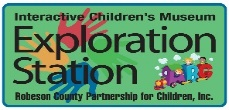 Interactive Children's Museum
Exploration
Station
Robeson County Partnership for Children, Inc.